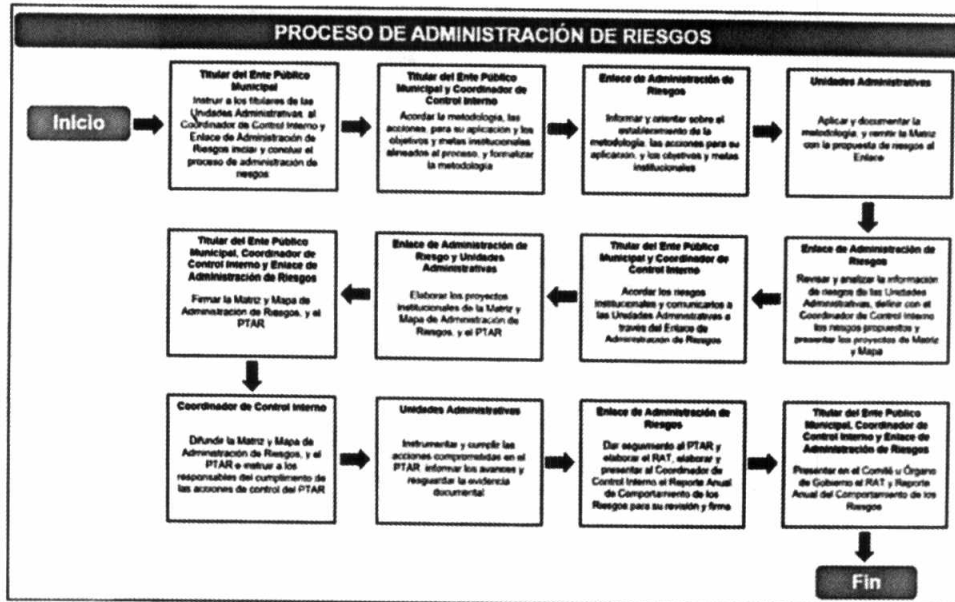 PROCESO DE ADMINISTRACIÓN DE RIESGOS
Inicio
Titular del Ente Público
Municipal
Instruir a los titulares de las
Unidades Administrativas, al
Coordinador de Control Interno y
Enlace de Administración de
Riesgos iniciar y concluir el
proceso de administración de
riesgos
Titular del Ente Público
Municipal y Coordinador de
Control Interno
Acordar la metodología, las
acciones para su aplicación y los
objetivos y metas institucionales
alineados al proceso, y formalizar
la metodología
Enlace de Administración de
Riesgos
Informar y orientar sobre el
establecimiento de la
metodología, las acciones para su
aplicación, y los objetivos y metas
institucionales
Unidades Administrativas
Aplicar y documentar la
metodología, y remitir la Matriz
con la propuesta de riesgos al
Enlace
Titular del Ente Público
Municipal, Coordinador de
Control Interno y Enlace de
Administración de Riesgos
Firmar la Matriz y Mapa de
Administración de Riesgos, y el
PTAR
Enlace de Administración de
Riesgo y Unidades
Administrativas
Elaborar los proyectos
institucionales de la Matriz y
Mapa de Administración de
Riesgos, y el PTAR
Titular del Ente Público
Municipal y Coordinador de
Control Interno
Acordar los riesgos
institucionales y comunicarlos a
las Unidades Administrativas a
través del Enlace de
Administración de Riesgos
Enlace de Administración de
Riesgos
Revisar y analizar la información
de riesgos de las Unidades
Administrativas, definir con el
Coordinador de Control Interno
los riesgos propuestos y
presentar los proyectos de Matriz
y Mapa
Coordinador de Control Interno
Difundir la Matriz y Mapa de
Administración de Riesgos, y el
PTAR e instruir a los
responsables del cumplimiento de
las acciones de control del PTAR
Unidades Administrativas
Instrumentar y cumplir las
acciones comprometidas en el
PTAR, informar los avances y
resguardar la evidencia
documental
Enlace de Administración de
Riesgos
Dar seguimiento al PTAR y
elaborar el RAT, elaborar y
presentar al Coordinador de
Control Interno el Reporte Anual
de Comportamiento de los
Riesgos para su revisión y firma
Titular del Ente Público
Municipal, Coordinador de
Control Interno y Enlace de
Administración de Riesgos
Presentar en el Comité u Órgano
de Gobierno el RAT y Reporte
Anual del Comportamiento de los
Riesgos
Fin